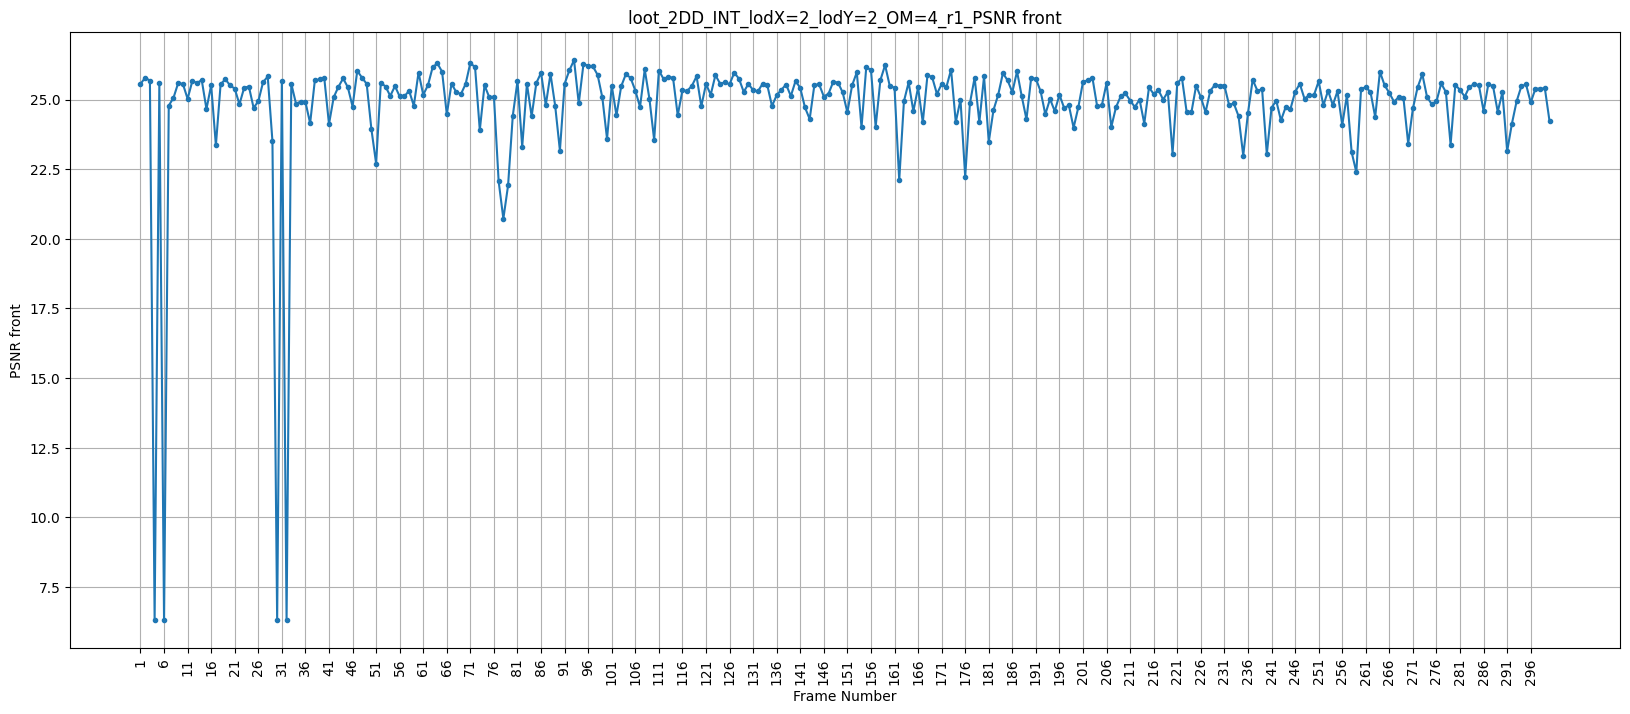 loot_2DD_INT_lodX=2_lodY=2_OM=4_r1_PSNR front
PSNR front
25.0
22.5
20.0
17.5
15.0
12.5
10.0
7.5
1 6 11 16 21 26 31 36 41 46 51 56 61 66 71 76 81 86 91 96 101 106 111 116 121 126 131 136 141 146 151 156 161 166 171 176 181 186 191 196 201 206 211 216 221 226 231 236 241 246 251 256 261 266 271 276 281 286 291 296
Frame Number